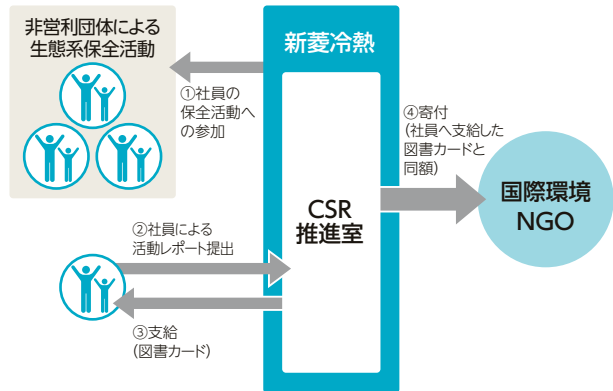 非営利団体による
生態系保全活動
新菱冷熱
①社員の
保全活動へ
の参加
④寄付
(社員へ支給した
図書カードと
同額)
国際環境
NGO
CSR
推進室
②社員による
活動レポート提出
③支給
(図書カード)